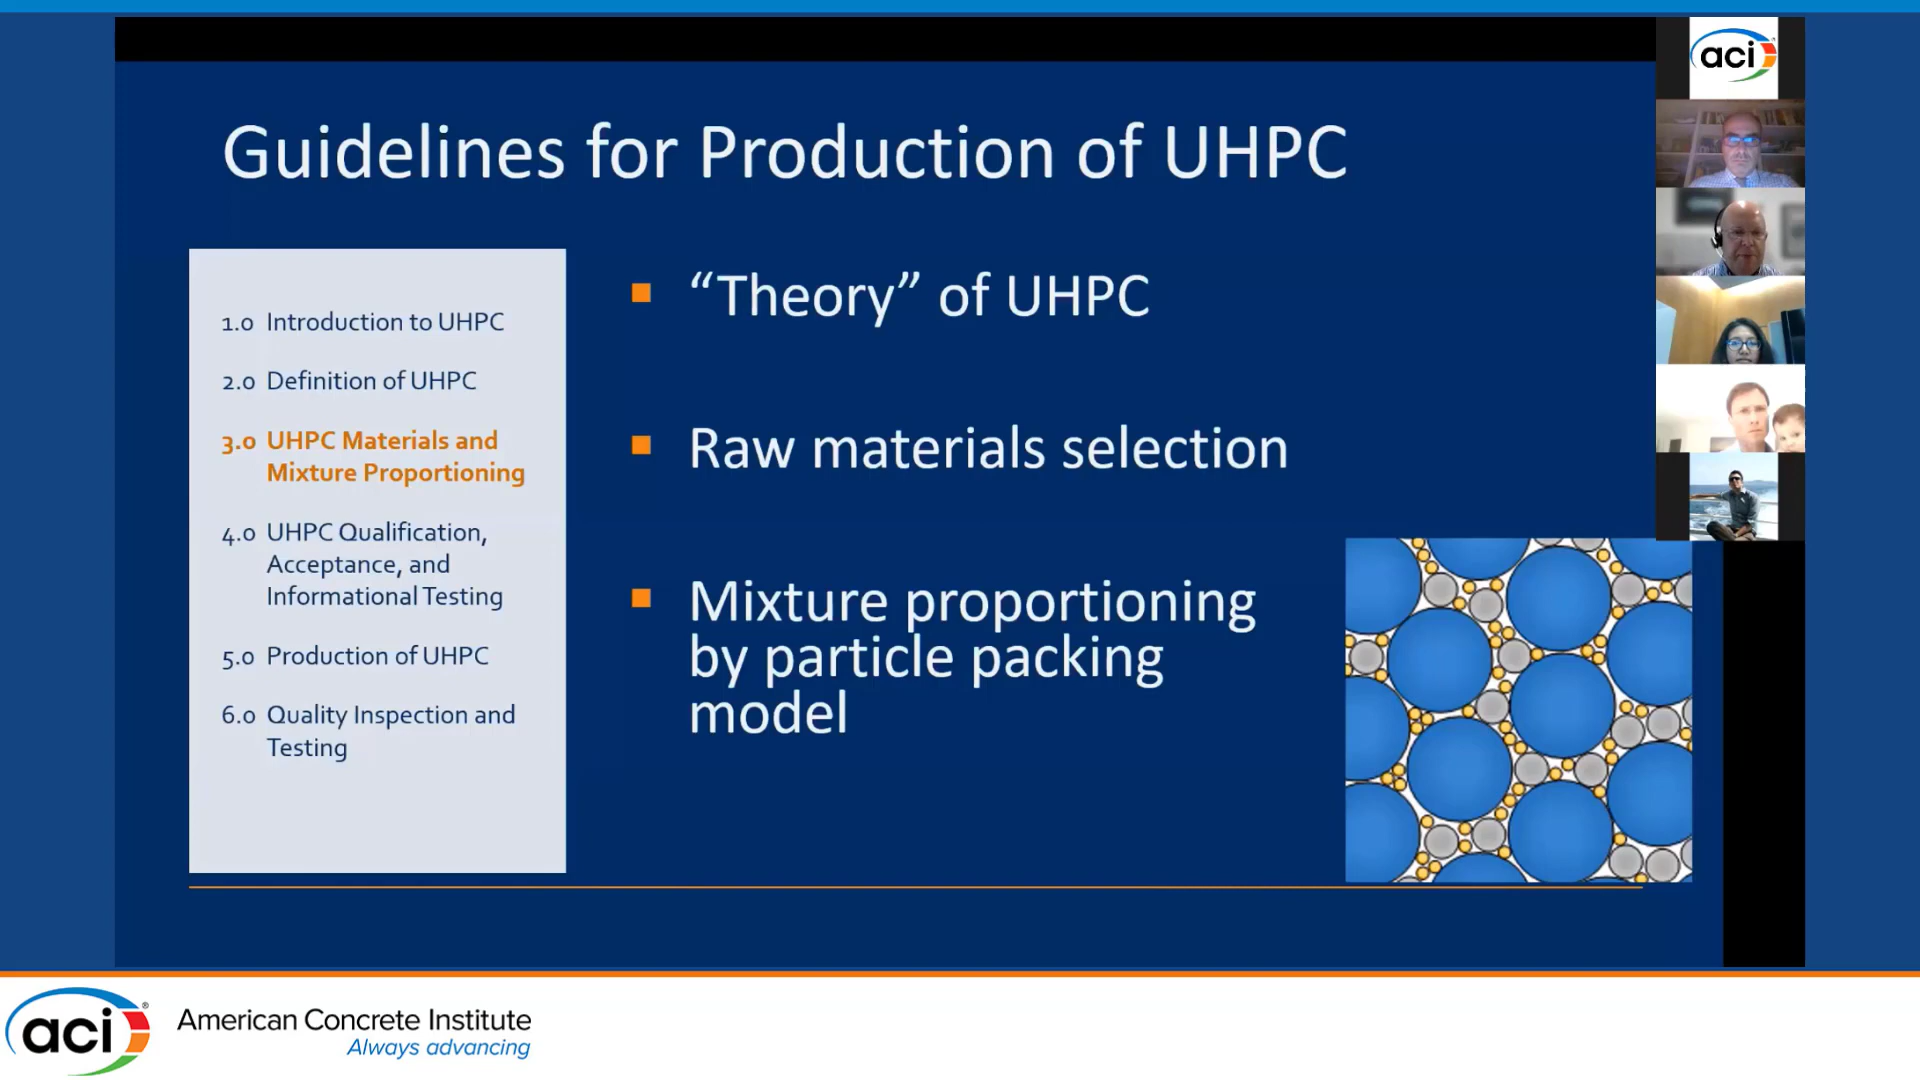 aci
Guidelines for Production of UHPC
1.0 Introduction to UHPC
2.0 Definition of UHPC
3.0 UHPC Materials and
Mixture Proportioning
4.0 UHPC Qualification,
Acceptance, and
Informational Testing
5.0 Production of UHPC
6.0 Quality Inspection and
Testing
▪ “Theory” of UHPC
▪ Raw materials selection
▪ Mixture proportioning
by particle packing
model
aci®
American Concrete Institute
Always advancing